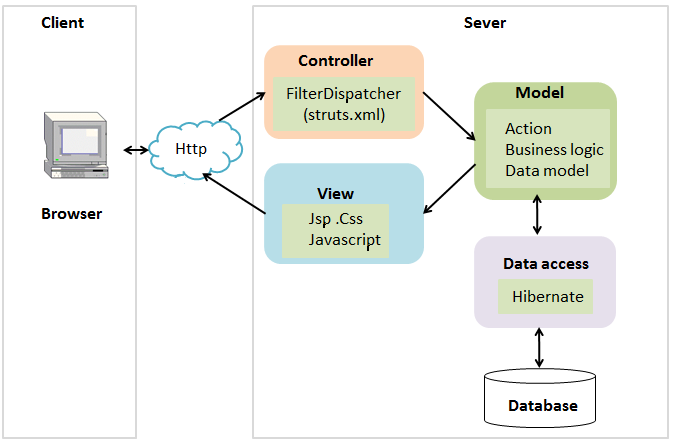 Client
Browser
Http
Sever
Controller
FilterDispatcher
(struts.xml)
View
Jsp .Css
Javascript
Model
Action
Business logic
Data model
Data access
Hibernate
Database